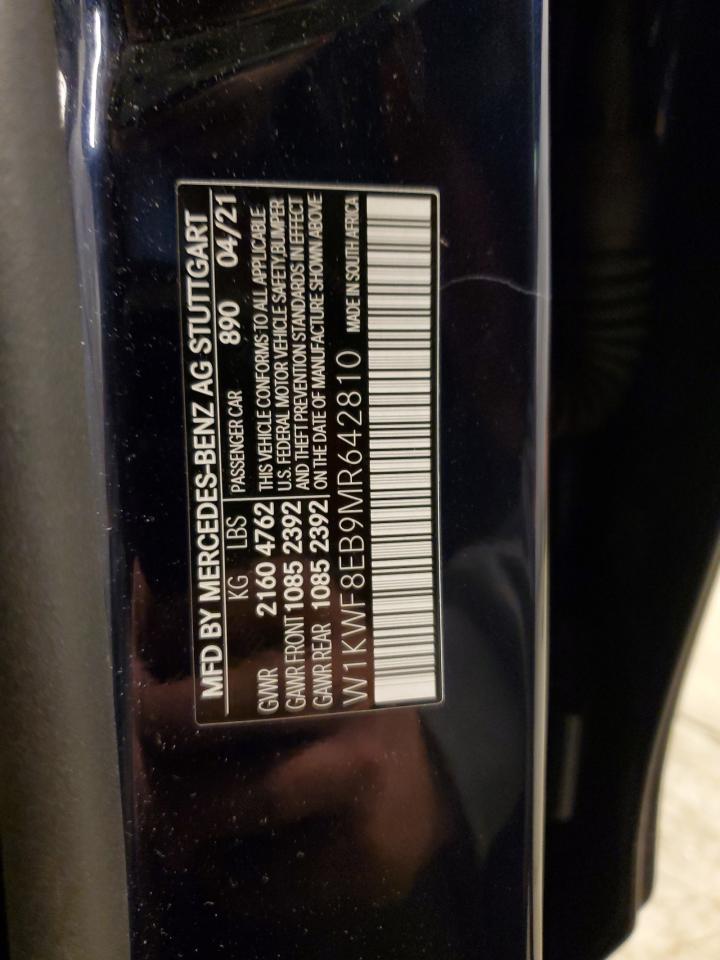 MFD BY MERCEDES-BENZ AG STUTTGART
KG LBS PASSENGER CAR 890 04/21
GVWR 2160 4762 THIS VEHICLE CONFORMS TO ALL APPLICABLE
U.S. FEDERAL MOTOR VEHICLE SAFETY, BUMPER
GAWR FRONT 1085 2392 AND THEFT PREVENTION STANDARDS IN EFFECT
GAWR REAR 1085 2392 ON THE DATE OF MANUFACTURE SHOWN ABOVE
W1KWF8EB9MR642810 MADE IN SOUTH AFRICA